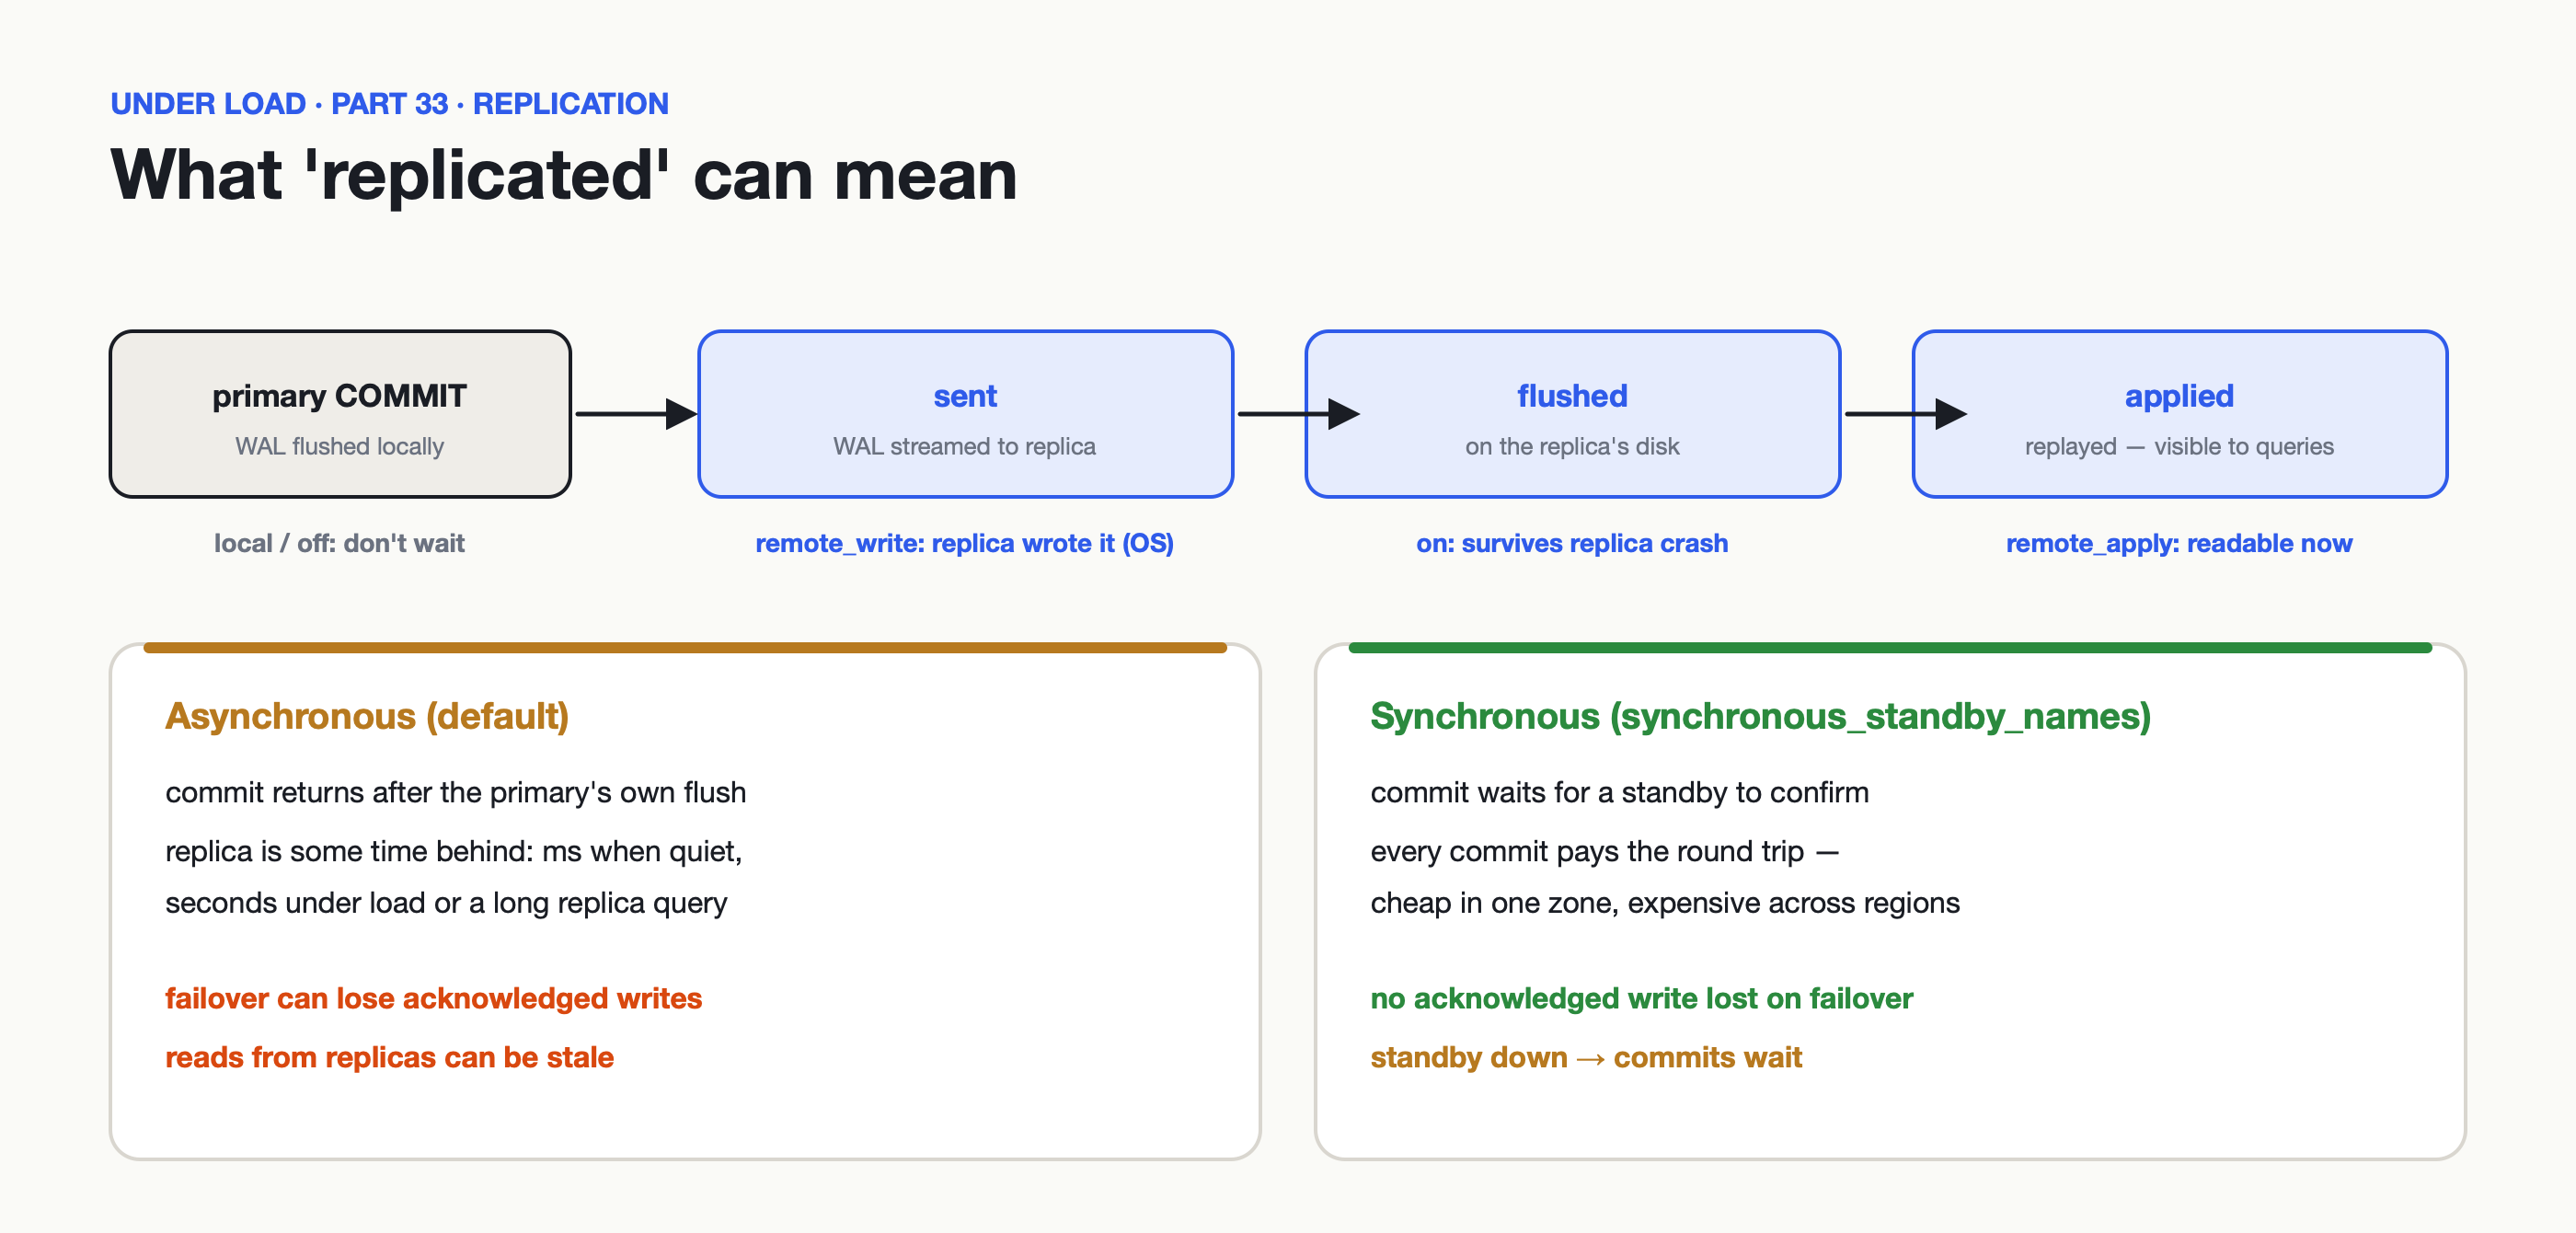 UNDER LOAD · PART 33 · REPLICATION
What 'replicated' can mean
primary COMMIT
WAL flushed locally
local / off: don't wait
sent
WAL streamed to replica
remote_write: replica wrote it (OS)
flushed
on the replica's disk
on: survives replica crash
applied
replayed — visible to queries
remote_apply: readable now
Asynchronous (default)
commit returns after the primary's own flush
replica is some time behind: ms when quiet,
seconds under load or a long replica query
failover can lose acknowledged writes
reads from replicas can be stale
Synchronous (synchronous_standby_names)
commit waits for a standby to confirm
every commit pays the round trip —
cheap in one zone, expensive across regions
no acknowledged write lost on failover
standby down → commits wait